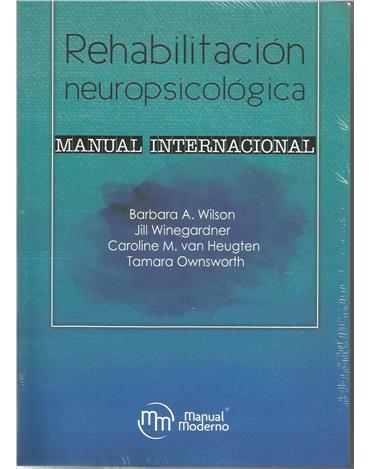 Rehabilitación
neuropsicológica
MANUAL INTERNACIONAL
Barbara A. Wilson
Jill Winegardner
Caroline M. van Heugten
Tamara Ownsworth
mm
Manual
Moderno®